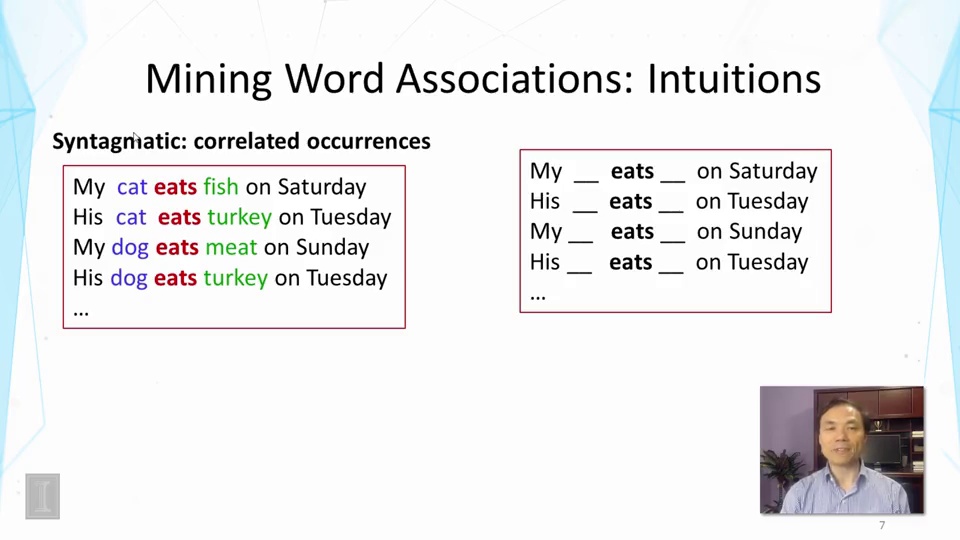 Mining Word Associations: Intuitions
Syntagmatic: correlated occurrences
My cat eats fish on Saturday
His cat eats turkey on Tuesday
My dog eats meat on Sunday
His dog eats turkey on Tuesday
...
My __ eats __ on Saturday
His __ eats __ on Tuesday
My __ eats __ on Sunday
His __ eats __ on Tuesday
...
I
7